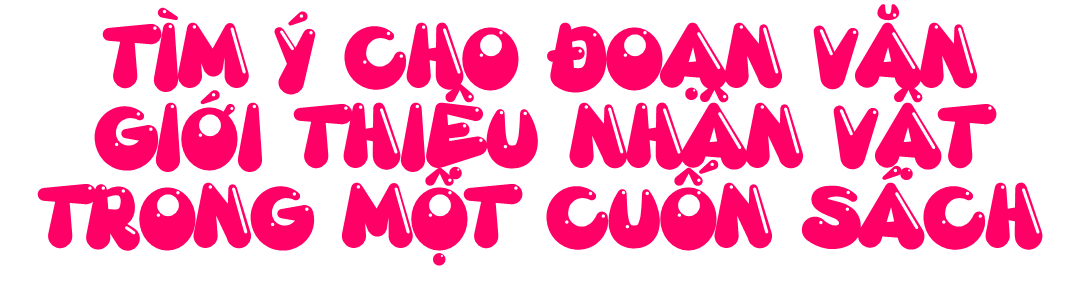 TÌM Ý CHO ĐOẠN VĂN
GIỚI THIỆU NHÂN VẬT
TRONG MỘT CUỐN SÁCH